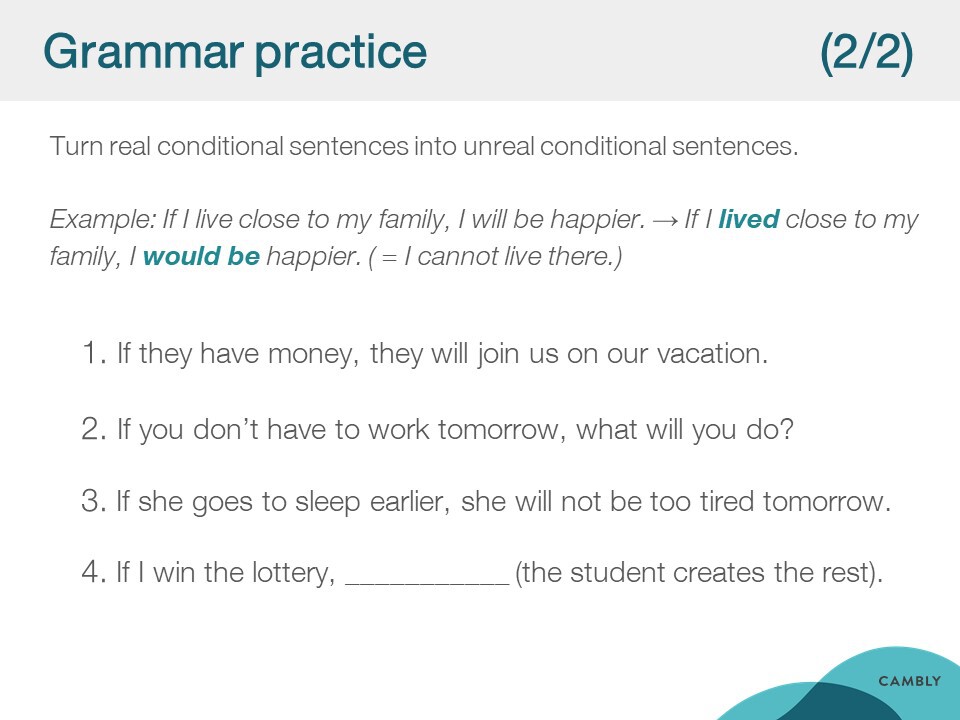 Grammar practice (2/2)
Turn real conditional sentences into unreal conditional sentences.
Example: If I live close to my family, I will be happier. → If I lived close to my
family, I would be happier. ( = I cannot live there.)
1. If they have money, they will join us on our vacation.
2. If you don’t have to work tomorrow, what will you do?
3. If she goes to sleep earlier, she will not be too tired tomorrow.
4. If I win the lottery, ___________ (the student creates the rest).
CAMBLY